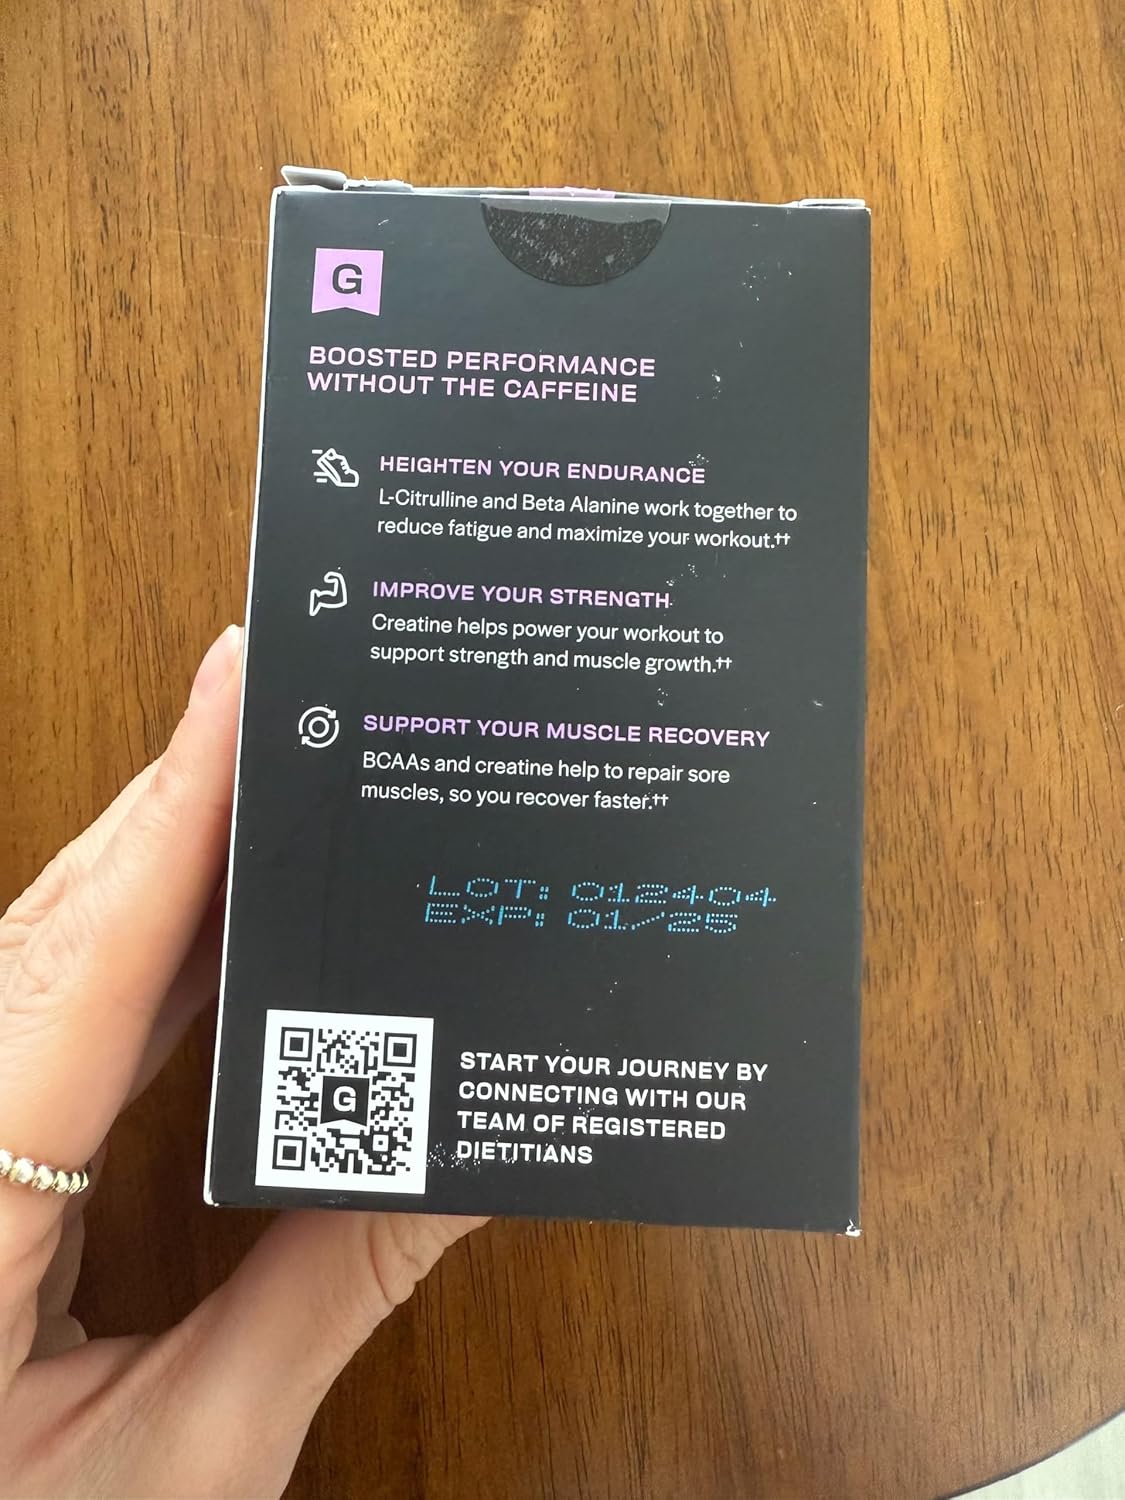 G
BOOSTED PERFORMANCE
WITHOUT THE CAFFEINE
HEIGHTEN YOUR ENDURANCE
L-Citrulline and Beta Alanine work together to
reduce fatigue and maximize your workout.††
IMPROVE YOUR STRENGTH
Creatine helps power your workout to
support strength and muscle growth.††
SUPPORT YOUR MUSCLE RECOVERY
BCAAs and creatine help to repair sore
muscles, so you recover faster.††
LOT: 012404
EXP: 01/25
G
START YOUR JOURNEY BY
CONNECTING WITH OUR
TEAM OF REGISTERED
DIETITIANS